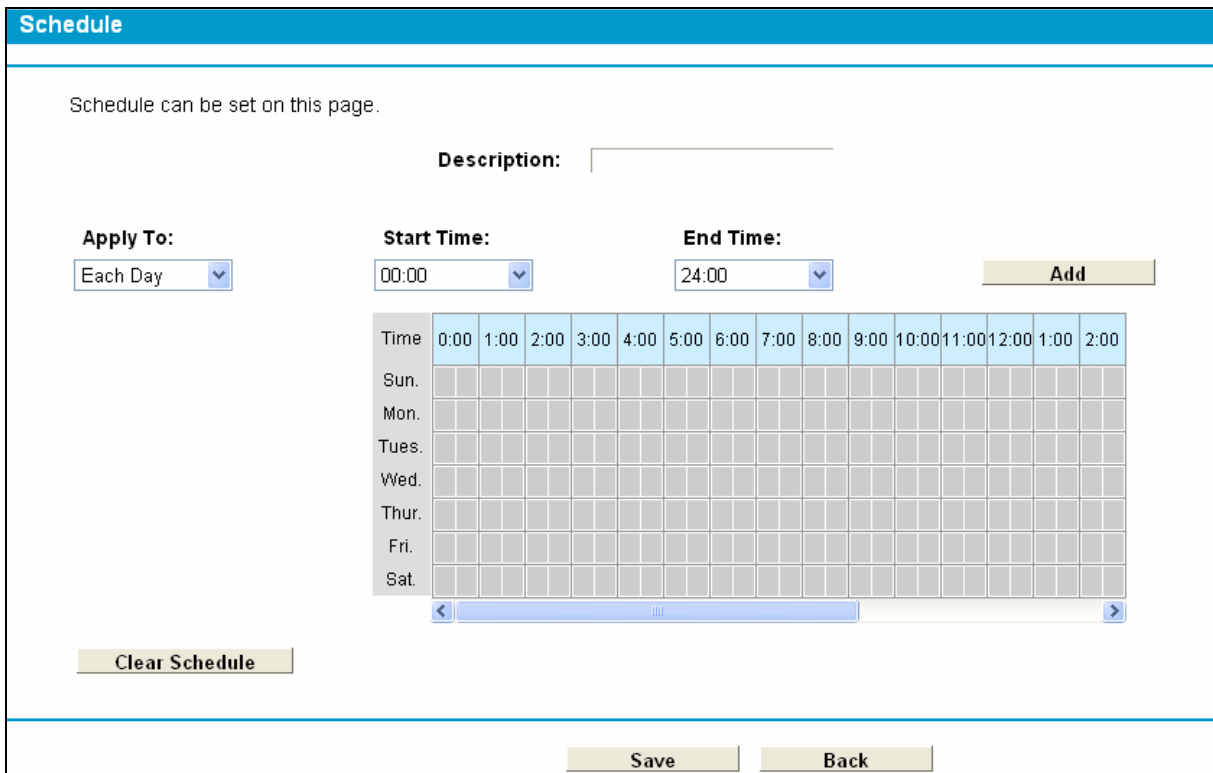 Schedule
Schedule can be set on this page.
Description:
Apply To: Start Time: End Time:
Each Day 00:00 24:00 Add
Time 0:00 1:00 2:00 3:00 4:00 5:00 6:00 7:00 8:00 9:00 10:00 11:00 12:00 1:00 2:00
Sun.
Mon.
Tues.
Wed.
Thur.
Fri.
Sat.
Clear Schedule
Save Back